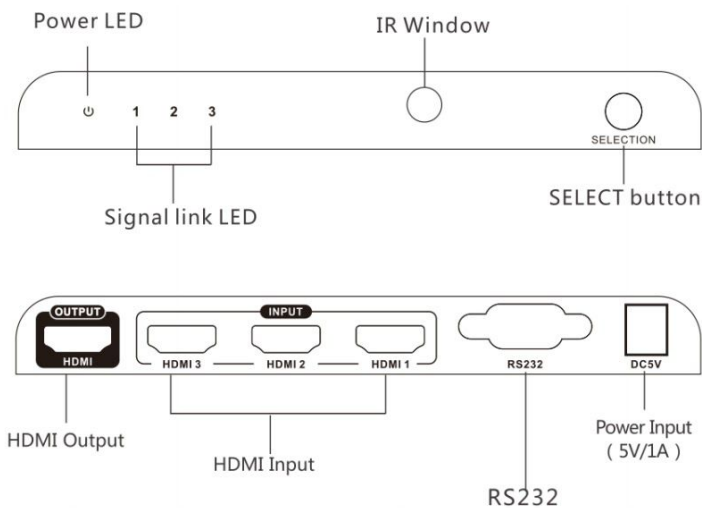 Power LED
IR Window
1 2 3
SELECTION
SELECT button
Signal link LED
OUTPUT
INPUT
HDMI
HDMI 3
HDMI 2
HDMI 1
RS232
DC5V
HDMI Output
HDMI Input
Power Input
( 5V/1A )
RS232